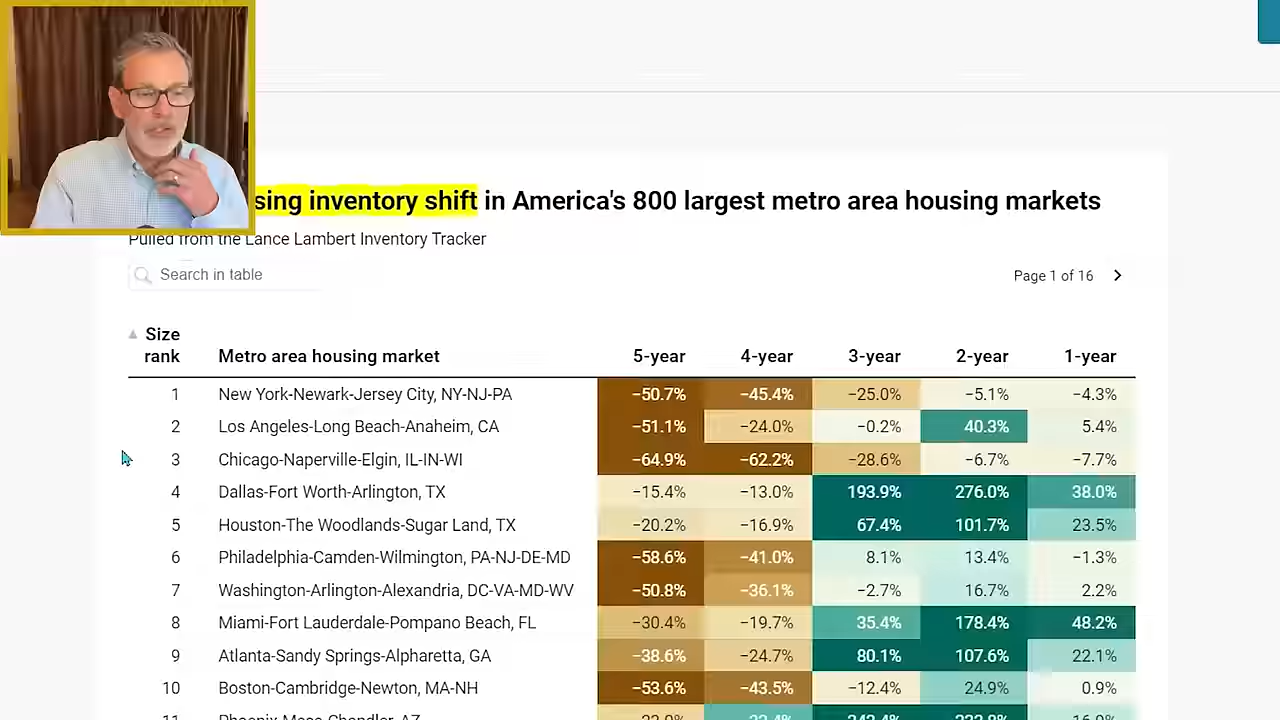 sing inventory shift in America's 800 largest metro area housing markets
Pulled from the Lance Lambert Inventory Tracker
Search in table
Page 1 of 16
Size rank Metro area housing market 5-year 4-year 3-year 2-year 1-year
1 New York-Newark-Jersey City, NY-NJ-PA −50.7% −45.4% −25.0% −5.1% −4.3%
2 Los Angeles-Long Beach-Anaheim, CA −51.1% −24.0% −0.2% 40.3% 5.4%
3 Chicago-Naperville-Elgin, IL-IN-WI −64.9% −62.2% −28.6% −6.7% −7.7%
4 Dallas-Fort Worth-Arlington, TX −15.4% −13.0% 193.9% 276.0% 38.0%
5 Houston-The Woodlands-Sugar Land, TX −20.2% −16.9% 67.4% 101.7% 23.5%
6 Philadelphia-Camden-Wilmington, PA-NJ-DE-MD −58.6% −41.0% 8.1% 13.4% −1.3%
7 Washington-Arlington-Alexandria, DC-VA-MD-WV −50.8% −36.1% −2.7% 16.7% 2.2%
8 Miami-Fort Lauderdale-Pompano Beach, FL −30.4% −19.7% 35.4% 178.4% 48.2%
9 Atlanta-Sandy Springs-Alpharetta, GA −38.6% −24.7% 80.1% 107.6% 22.1%
10 Boston-Cambridge-Newton, MA-NH −53.6% −43.5% −12.4% 24.9% 0.9%